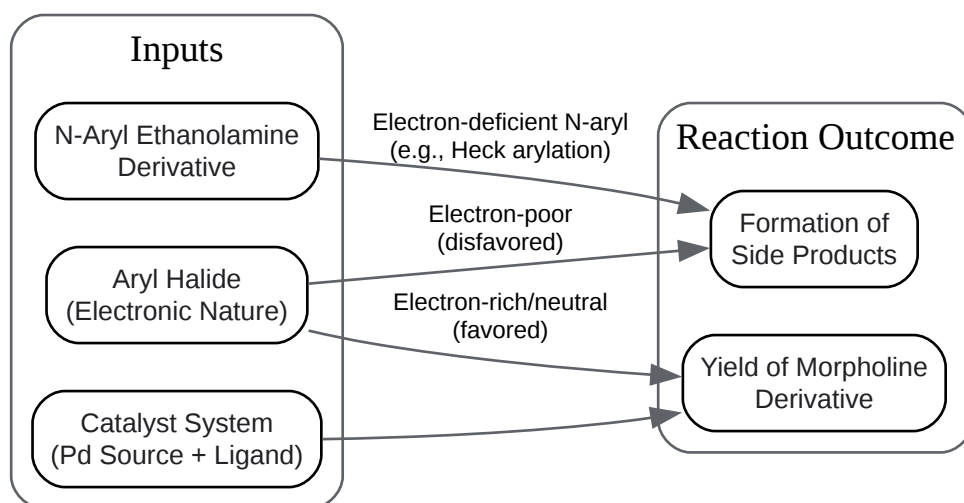 Inputs
N-Aryl Ethanolamine
Derivative
Aryl Halide
(Electronic Nature)
Catalyst System
(Pd Source + Ligand)
Electron-deficient N-aryl
(e.g., Heck arylation)
Electron-poor
(disfavored)
Electron-rich/neutral
(favored)
Reaction Outcome
Formation of
Side Products
Yield of Morpholine
Derivative